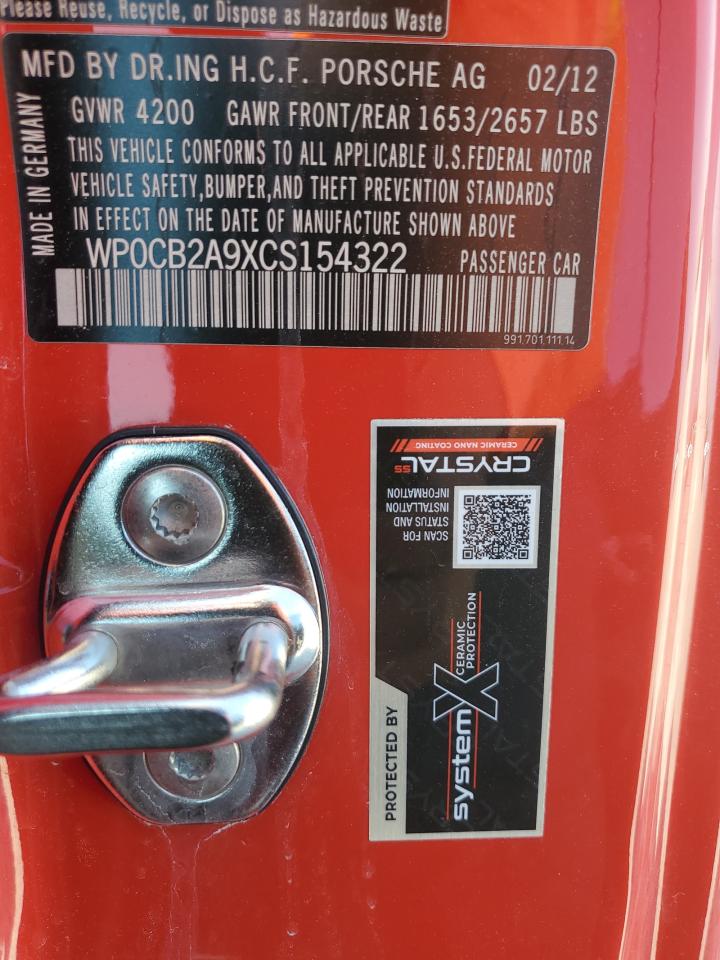 Please Reuse, Recycle, or Dispose as Hazardous Waste
MFD BY DR.ING H.C.F. PORSCHE AG 02/12
GVWR 4200 GAWR FRONT/REAR 1653/2657 LBS
THIS VEHICLE CONFORMS TO ALL APPLICABLE U.S.FEDERAL MOTOR
VEHICLE SAFETY,BUMPER,AND THEFT PREVENTION STANDARDS
IN EFFECT ON THE DATE OF MANUFACTURE SHOWN ABOVE
WP0CB2A9XCS154322 PASSENGER CAR
MADE IN GERMANY
991.701.111.14
CRYSTAL SS
CERAMIC NANO COATING
SCAN FOR
STATUS AND
INSTALLATION
INFORMATION
PROTECTED BY
systemX
CERAMIC
PROTECTION